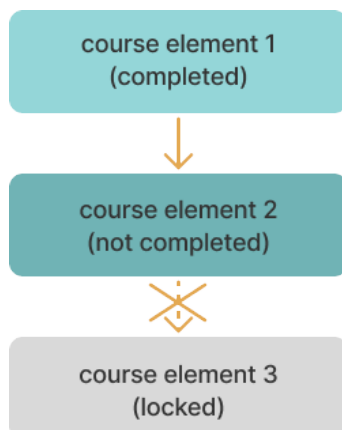 course element 1
(completed)
course element 2
(not completed)
course element 3
(locked)